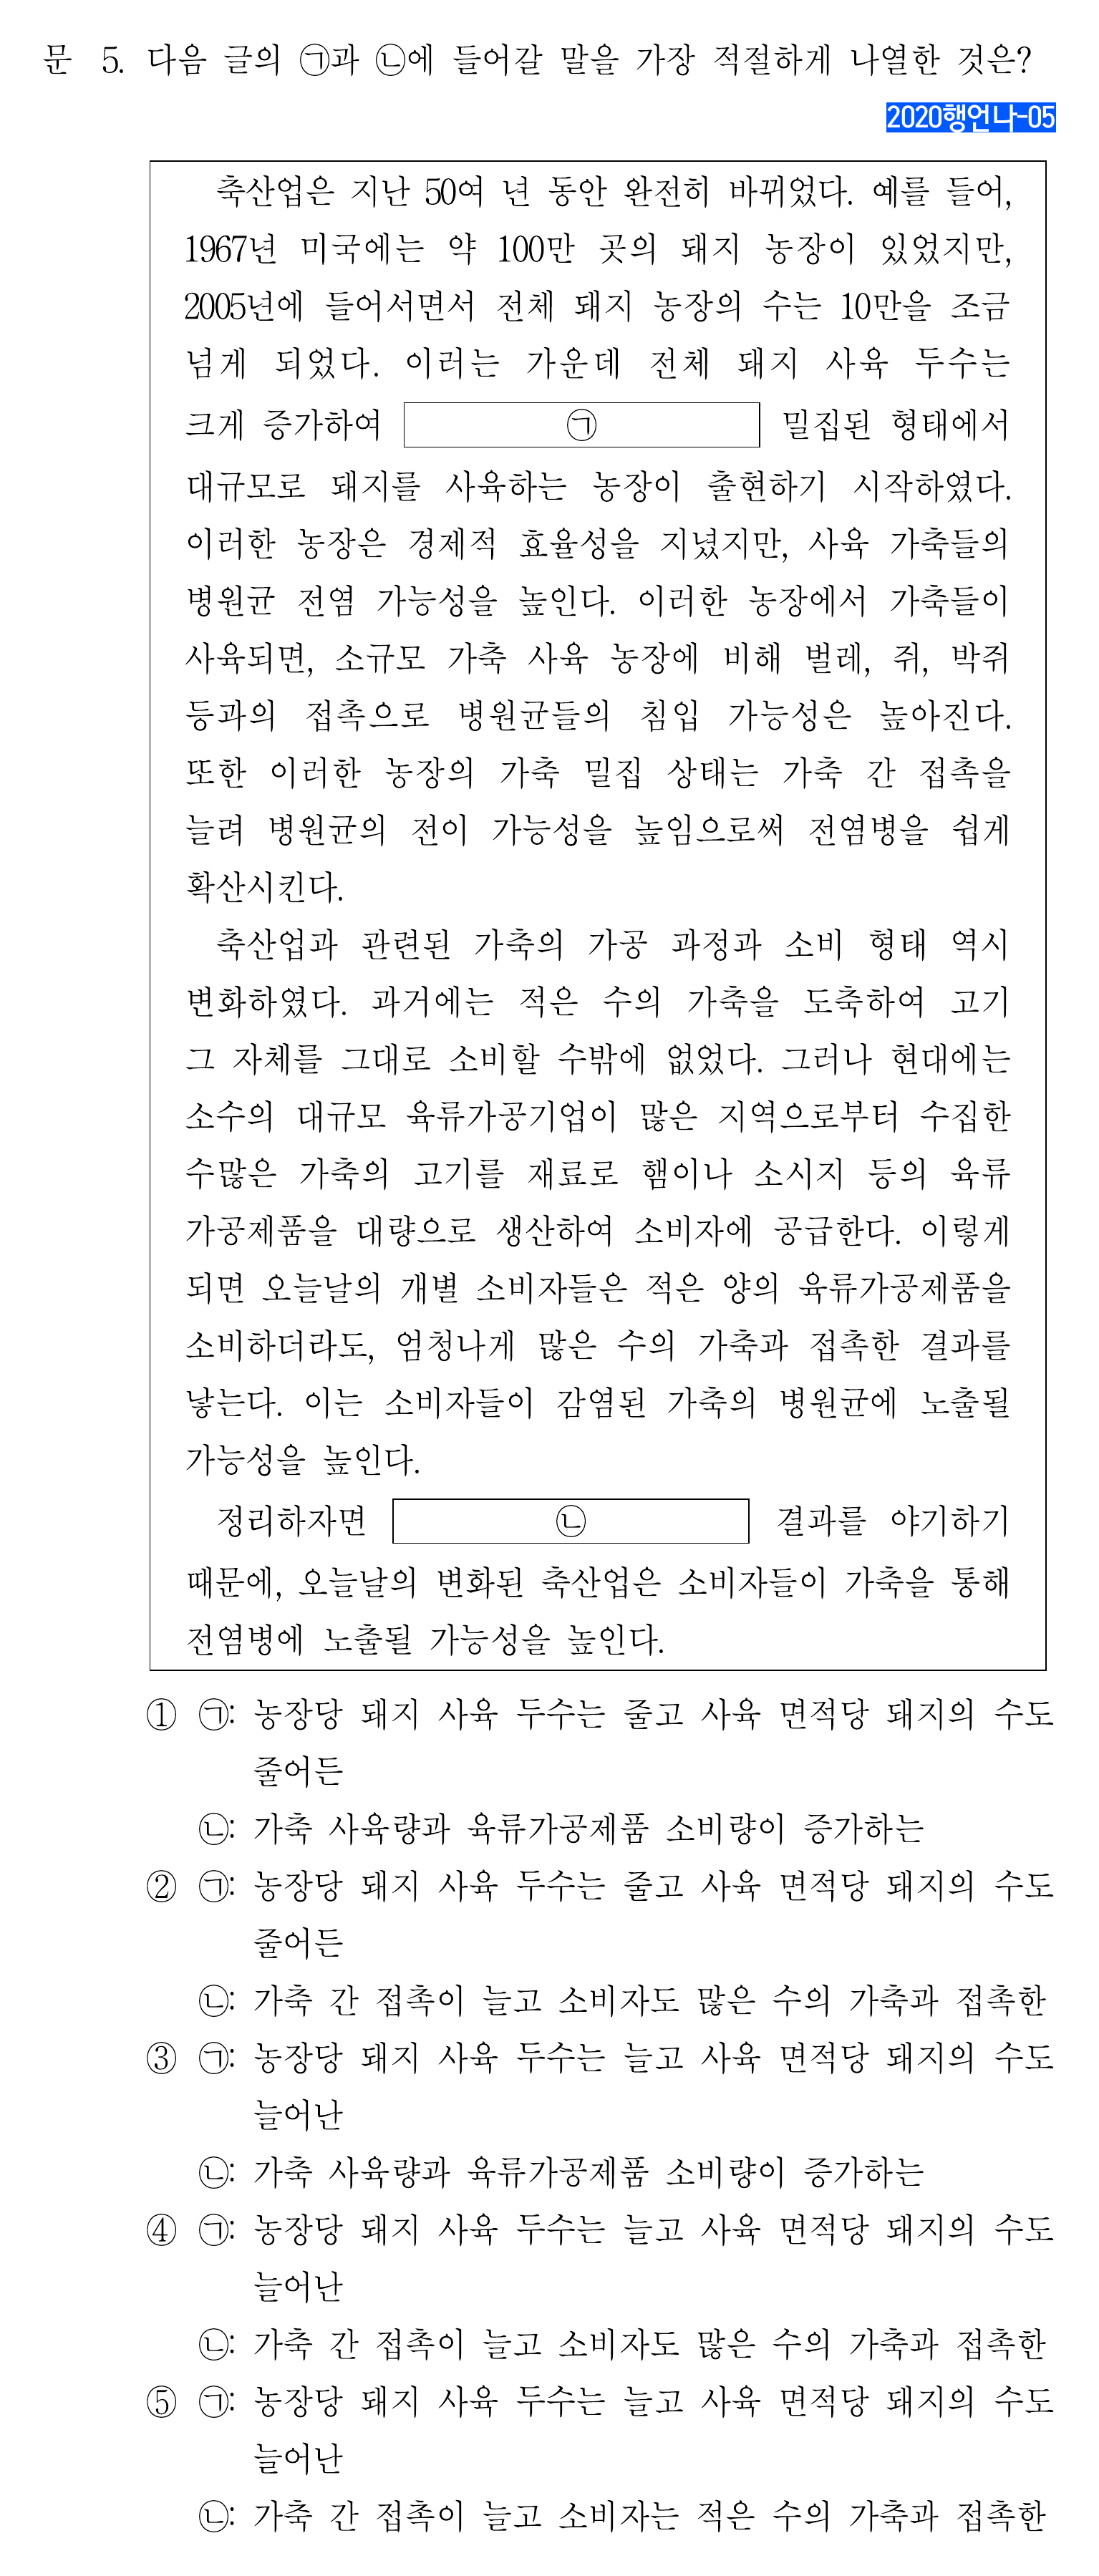 문 5. 다음 글의 ㉠과 ㉡에 들어갈 말을 가장 적절하게 나열한 것은?
2020행언나-05
축산업은 지난 50여 년 동안 완전히 바뀌었다. 예를 들어,
1967년 미국에는 약 100만 곳의 돼지 농장이 있었지만,
2005년에 들어서면서 전체 돼지 농장의 수는 10만을 조금
넘게 되었다. 이러는 가운데 전체 돼지 사육 두수는
크게 증가하여 ㉠ 밀집된 형태에서
대규모로 돼지를 사육하는 농장이 출현하기 시작하였다.
이러한 농장은 경제적 효율성을 지녔지만, 사육 가축들의
병원균 전염 가능성을 높인다. 이러한 농장에서 가축들이
사육되면, 소규모 가축 사육 농장에 비해 벌레, 쥐, 박쥐
등과의 접촉으로 병원균들의 침입 가능성은 높아진다.
또한 이러한 농장의 가축 밀집 상태는 가축 간 접촉을
늘려 병원균의 전이 가능성을 높임으로써 전염병을 쉽게
확산시킨다.
축산업과 관련된 가축의 가공 과정과 소비 형태 역시
변화하였다. 과거에는 적은 수의 가축을 도축하여 고기
그 자체를 그대로 소비할 수밖에 없었다. 그러나 현대에는
소수의 대규모 육류가공기업이 많은 지역으로부터 수집한
수많은 가축의 고기를 재료로 햄이나 소시지 등의 육류
가공제품을 대량으로 생산하여 소비자에 공급한다. 이렇게
되면 오늘날의 개별 소비자들은 적은 양의 육류가공제품을
소비하더라도, 엄청나게 많은 수의 가축과 접촉한 결과를
낳는다. 이는 소비자들이 감염된 가축의 병원균에 노출될
가능성을 높인다.
정리하자면 ㉡ 결과를 야기하기
때문에, 오늘날의 변화된 축산업은 소비자들이 가축을 통해
전염병에 노출될 가능성을 높인다.
① ㉠: 농장당 돼지 사육 두수는 줄고 사육 면적당 돼지의 수도
줄어든
㉡: 가축 사육량과 육류가공제품 소비량이 증가하는
② ㉠: 농장당 돼지 사육 두수는 줄고 사육 면적당 돼지의 수도
줄어든
㉡: 가축 간 접촉이 늘고 소비자도 많은 수의 가축과 접촉한
③ ㉠: 농장당 돼지 사육 두수는 늘고 사육 면적당 돼지의 수도
늘어난
㉡: 가축 사육량과 육류가공제품 소비량이 증가하는
④ ㉠: 농장당 돼지 사육 두수는 늘고 사육 면적당 돼지의 수도
늘어난
㉡: 가축 간 접촉이 늘고 소비자도 많은 수의 가축과 접촉한
⑤ ㉠: 농장당 돼지 사육 두수는 늘고 사육 면적당 돼지의 수도
늘어난
㉡: 가축 간 접촉이 늘고 소비자는 적은 수의 가축과 접촉한